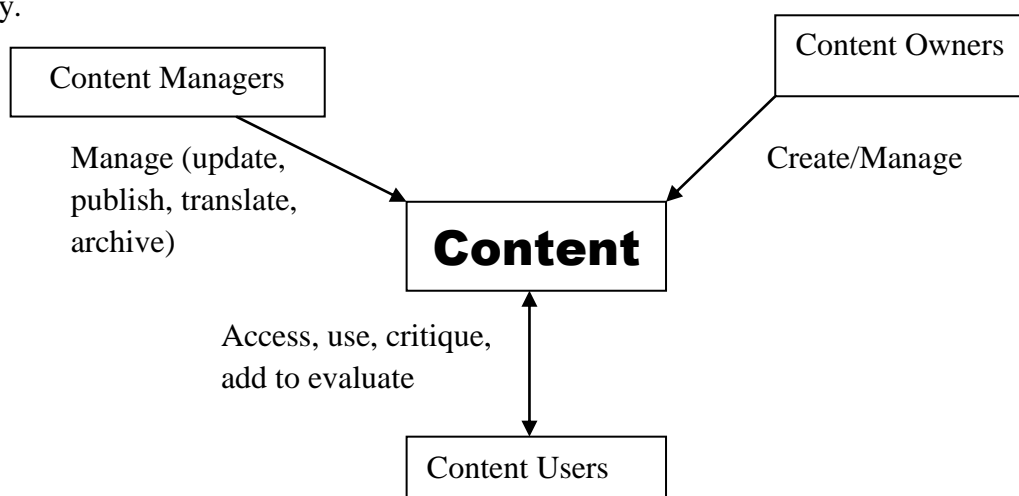 y.
Content Owners
Content Managers
Manage (update,
publish, translate,
archive)
Create/Manage
Content
Access, use, critique,
add to evaluate
Content Users